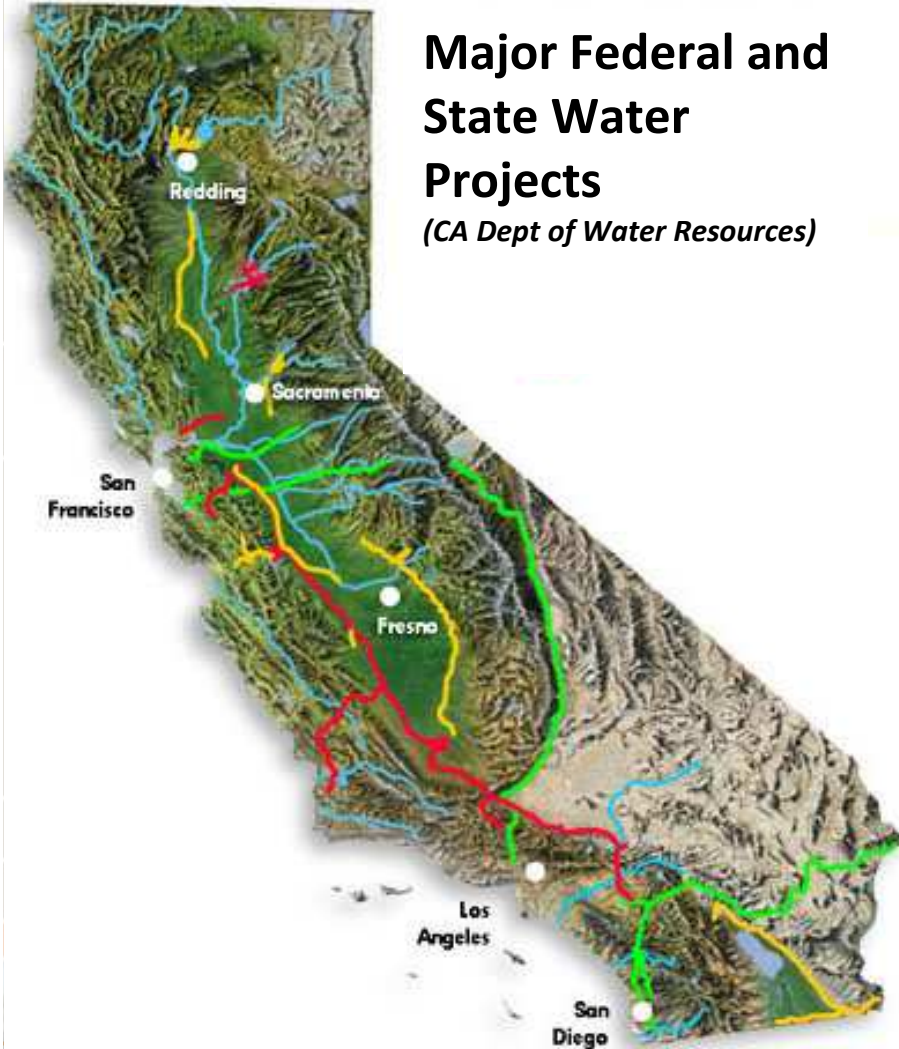 Major Federal and
State Water
Projects
(CA Dept of Water Resources)
Redding
Sacramento
San
Francisco
Fresno
Los
Angeles
San
Diego